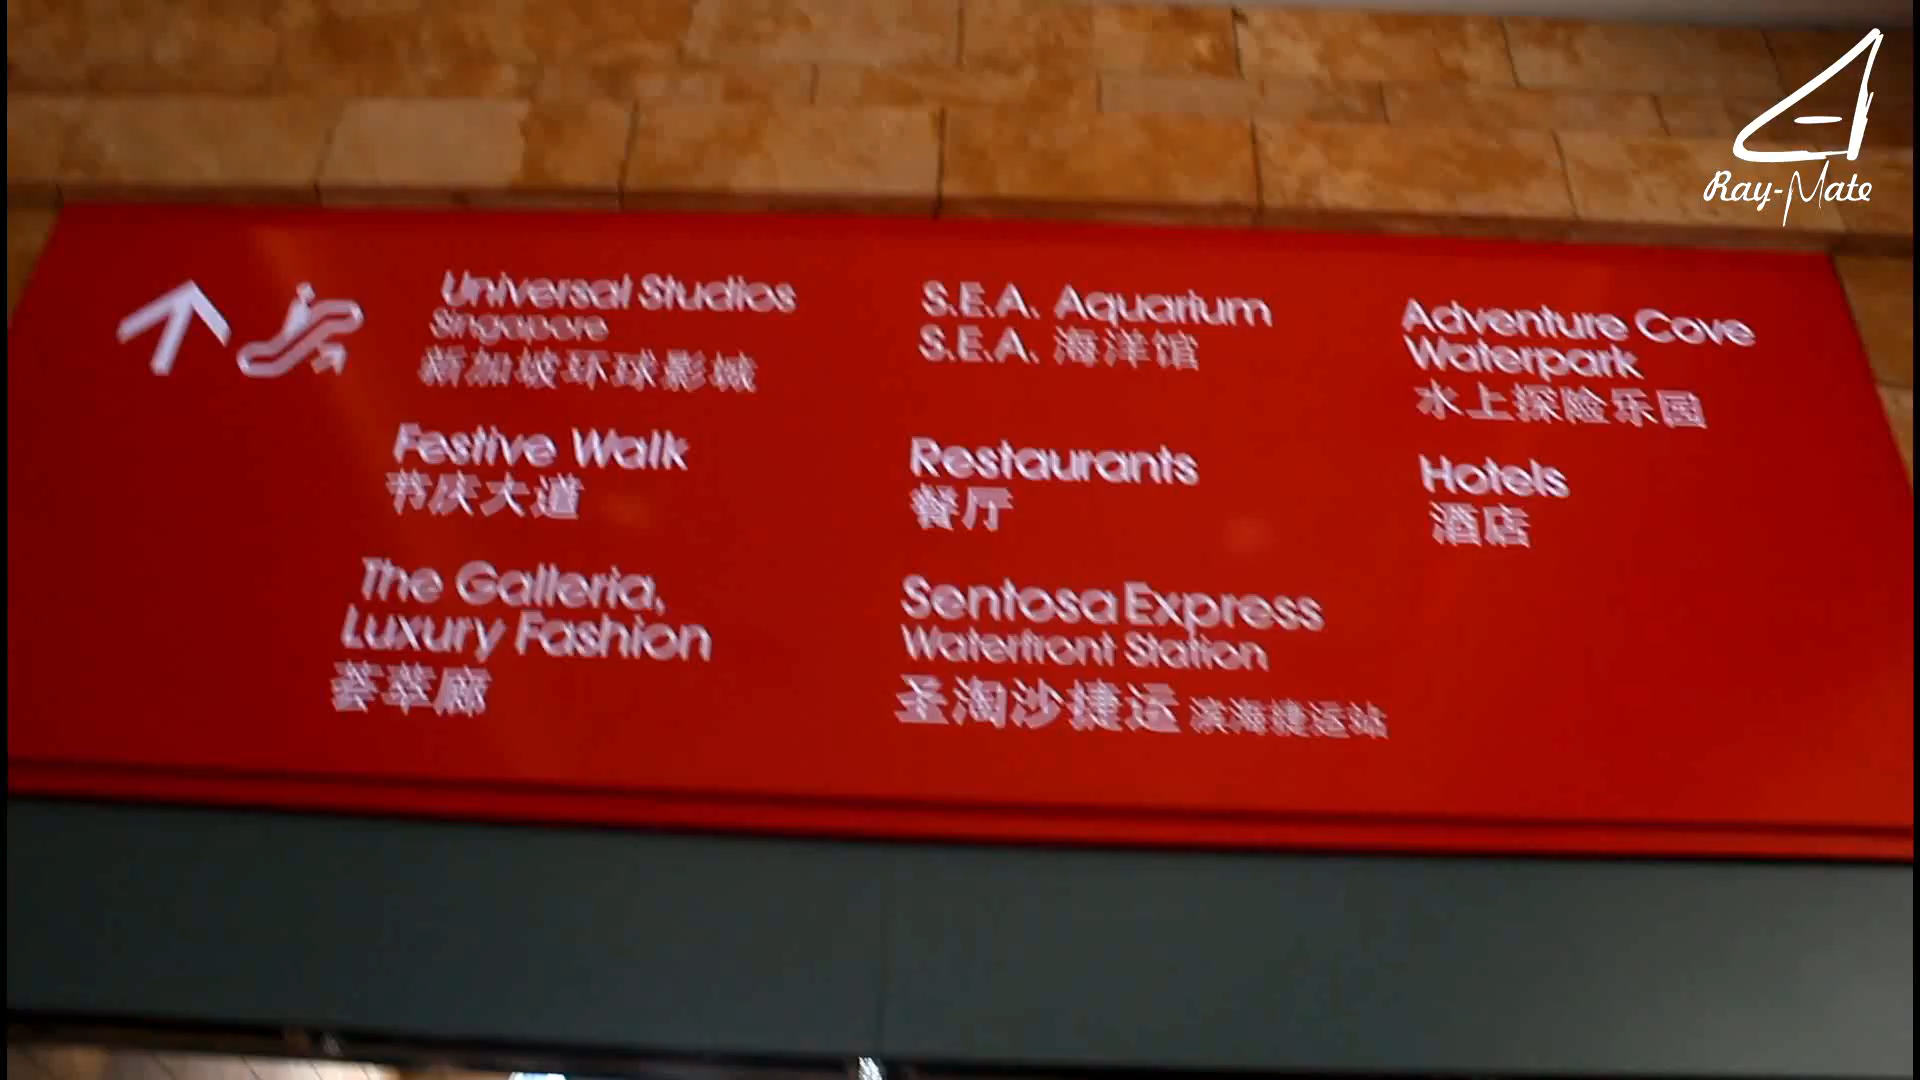 Universal Studios
Singapore
新加坡环球影城
S.E.A. Aquarium
S.E.A. 海洋馆
Adventure Cove
Waterpark
水上探险乐园
Festive Walk
节庆大道
Restaurants
餐厅
Hotels
酒店
The Galleria,
Luxury Fashion
荟萃廊
Sentosa Express
Waterfront Station
圣淘沙捷运 滨海捷运站
Ray-Mate